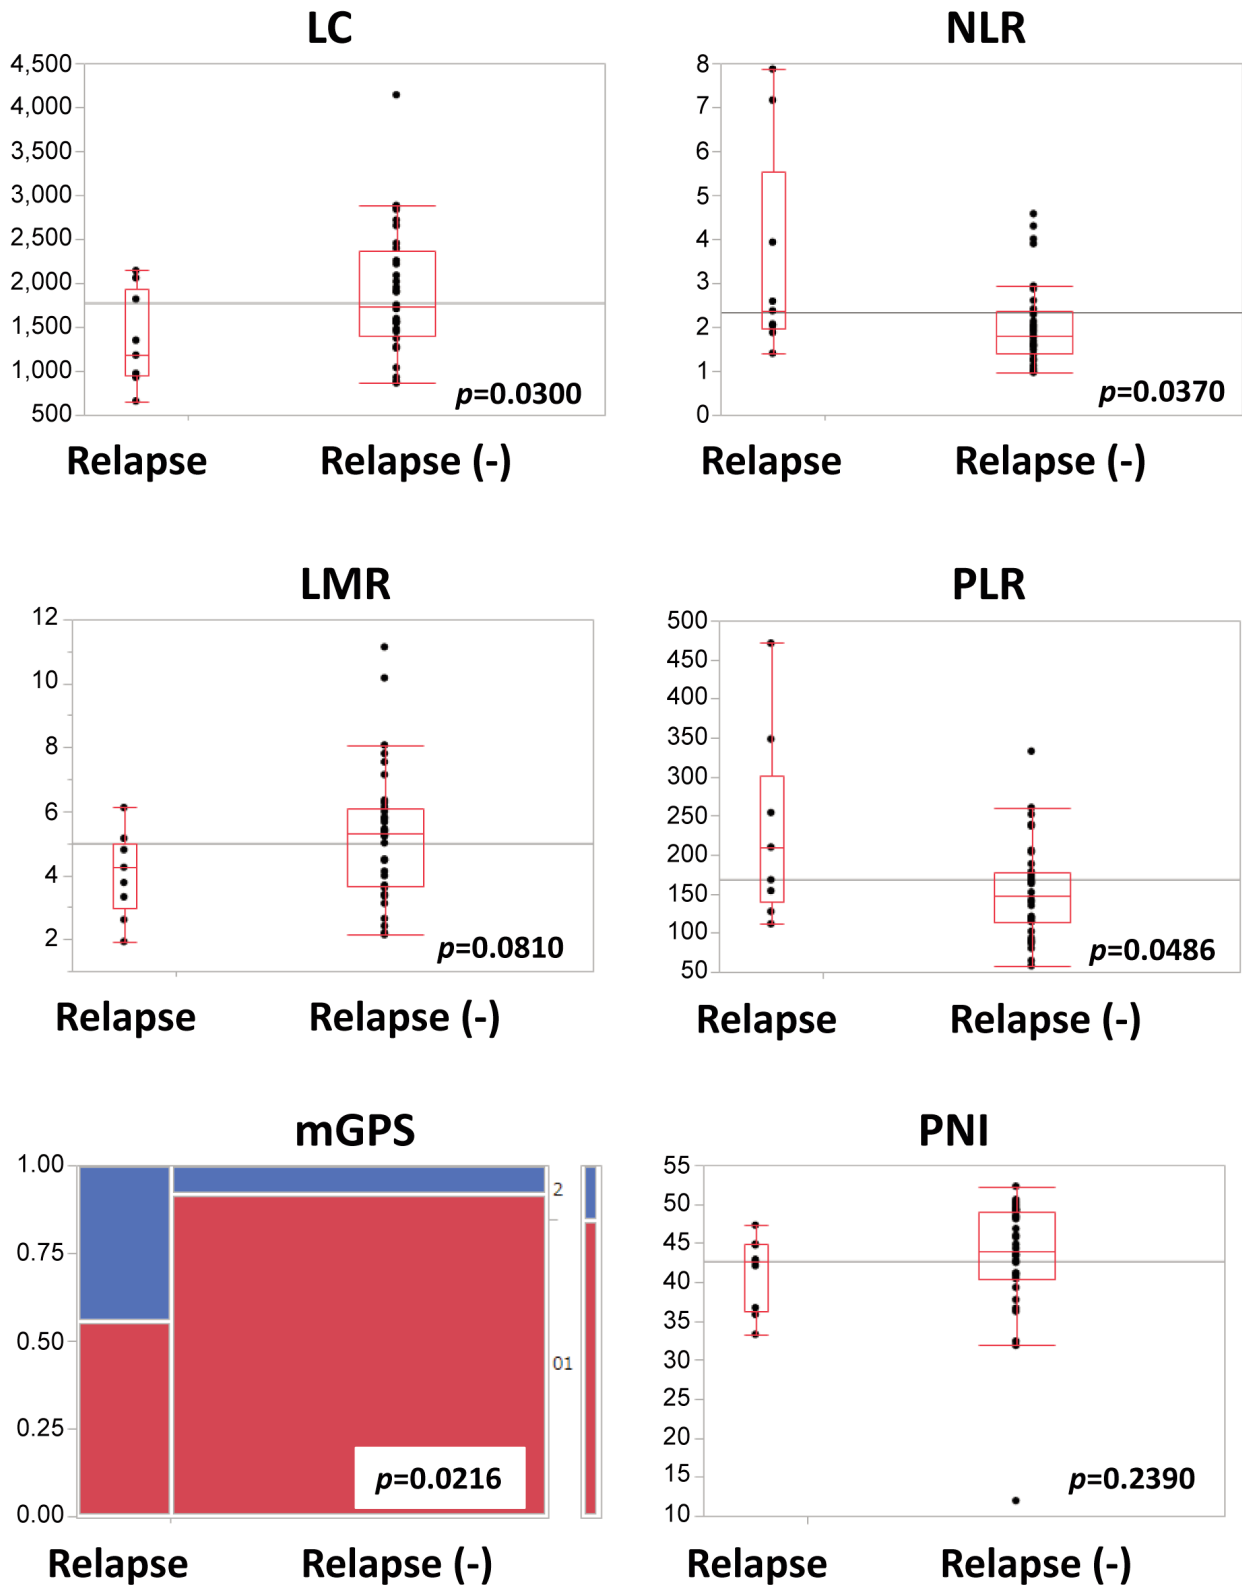 LC
4,500
4,000
3,500
3,000
2,500
2,000
1,500
1,000
500
p=0.0300
Relapse Relapse (-)
NLR
8
7
6
5
4
3
2
1
0
p=0.0370
Relapse Relapse (-)
LMR
12
10
8
6
4
2
p=0.0810
Relapse Relapse (-)
PLR
500
450
400
350
300
250
200
150
100
50
p=0.0486
Relapse Relapse (-)
mGPS
1.00
0.75
0.50
0.25
0.00
2
01
p=0.0216
Relapse Relapse (-)
PNI
55
50
45
40
35
30
25
20
15
10
p=0.2390
Relapse Relapse (-)